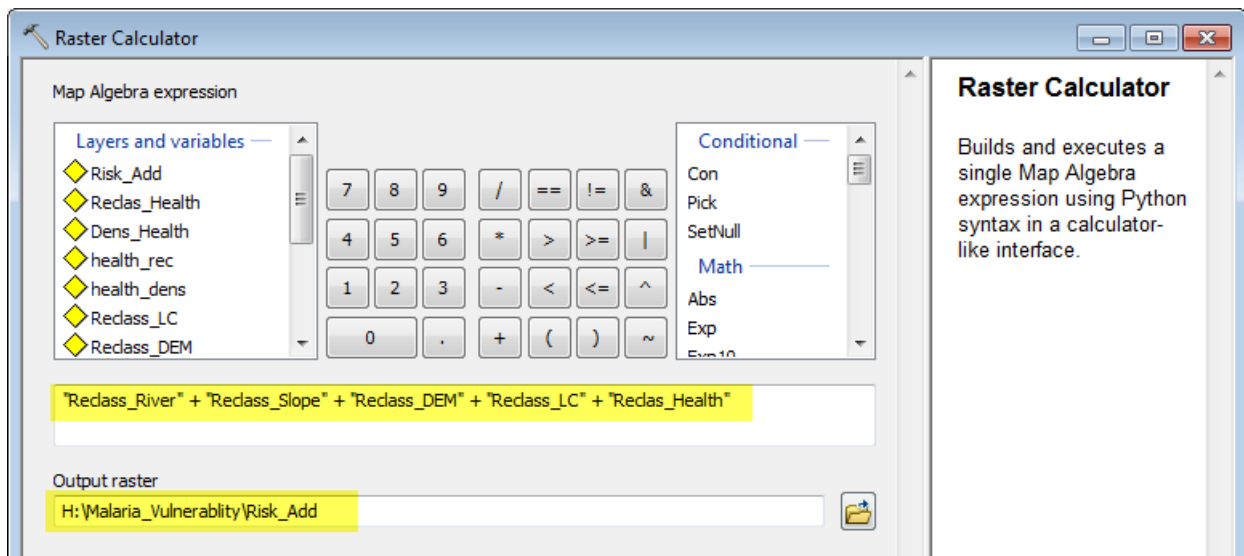 Raster Calculator
Map Algebra expression
Layers and variables
Risk_Add
Reclas_Health
Dens_Health
health_rec
health_dens
Reclass_LC
Reclass_DEM
7 8 9 / == != &
4 5 6 * > >= |
1 2 3 - < <= ^
0 . + ( ) ~
Conditional
Con
Pick
SetNull
Math
Abs
Exp
Exp10
"Reclass_River" + "Reclass_Slope" + "Reclass_DEM" + "Reclass_LC" + "Reclas_Health"
Output raster
H:\Malaria_Vulnerablity\Risk_Add
Raster Calculator
Builds and executes a
single Map Algebra
expression using Python
syntax in a calculator-
like interface.